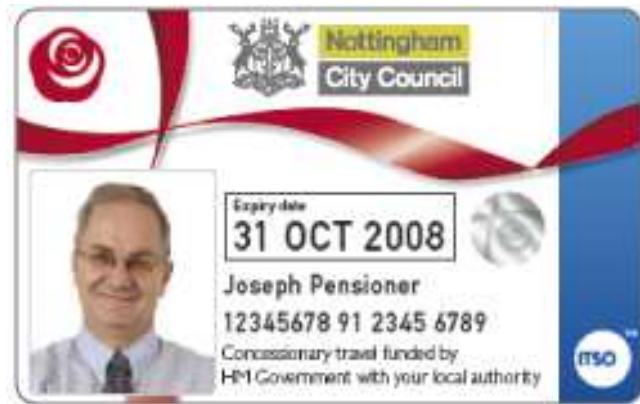 Nottingham
City Council
Expiry date
31 OCT 2008
Joseph Pensioner
12345678 91 2345 6789
Concessionary travel funded by
HM Government with your local authority
ITSO